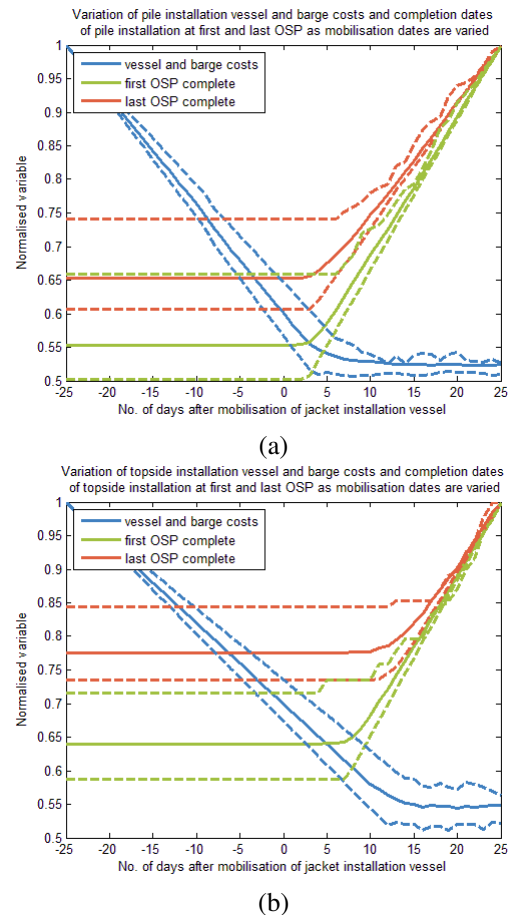 Variation of pile installation vessel and barge costs and completion dates
of pile installation at first and last OSP as mobilisation dates are varied
1
0.95
0.9
0.85
0.8
0.75
0.7
0.65
0.6
0.55
0.5
Normalised variable
vessel and barge costs
first OSP complete
last OSP complete
-25 -20 -15 -10 -5 0 5 10 15 20 25
No. of days after mobilisation of jacket installation vessel
(a)
Variation of topside installation vessel and barge costs and completion dates
of topside installation at first and last OSP as mobilisation dates are varied
1
0.95
0.9
0.85
0.8
0.75
0.7
0.65
0.6
0.55
0.5
Normalised variable
vessel and barge costs
first OSP complete
last OSP complete
-25 -20 -15 -10 -5 0 5 10 15 20 25
No. of days after mobilisation of jacket installation vessel
(b)